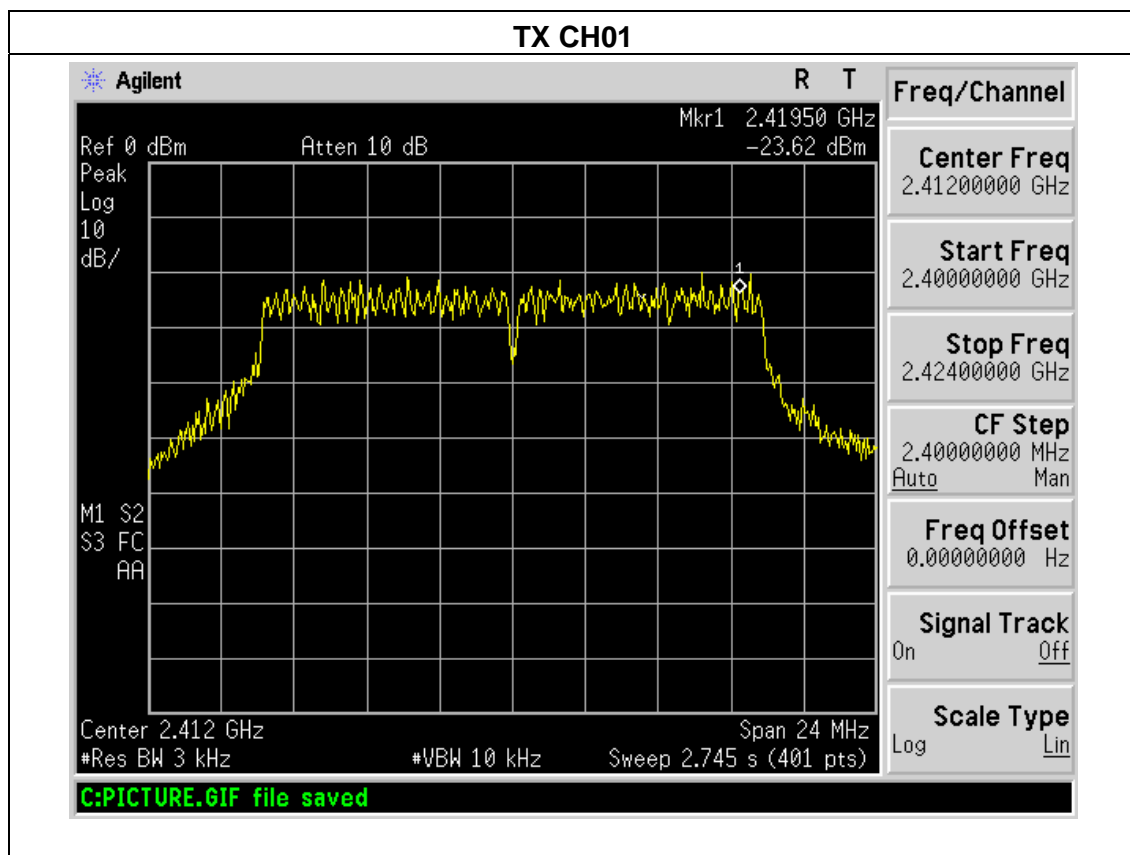 TX CH01
Agilent R T
Freq/Channel
Mkr1 2.41950 GHz
Ref 0 dBm Atten 10 dB -23.62 dBm
Peak
Log
10
dB/
1
M1 S2
S3 FC
AA
Center 2.412 GHz Span 24 MHz
#Res BW 3 kHz #VBW 10 kHz Sweep 2.745 s (401 pts)
C:PICTURE.GIF file saved
Center Freq
2.41200000 GHz
Start Freq
2.40000000 GHz
Stop Freq
2.42400000 GHz
CF Step
2.40000000 MHz
Auto Man
Freq Offset
0.00000000 Hz
Signal Track
On Off
Scale Type
Log Lin